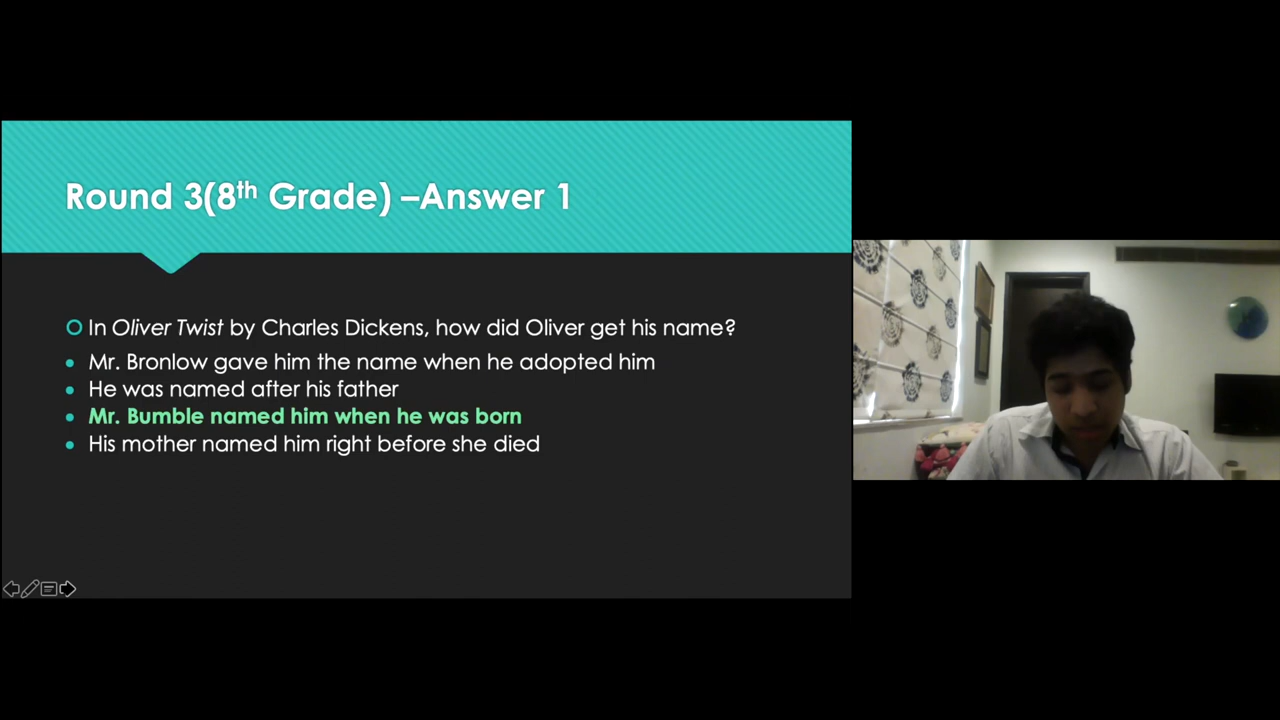 Round 3(8th Grade) –Answer 1
In Oliver Twist by Charles Dickens, how did Oliver get his name?
Mr. Bronlow gave him the name when he adopted him
He was named after his father
Mr. Bumble named him when he was born
His mother named him right before she died